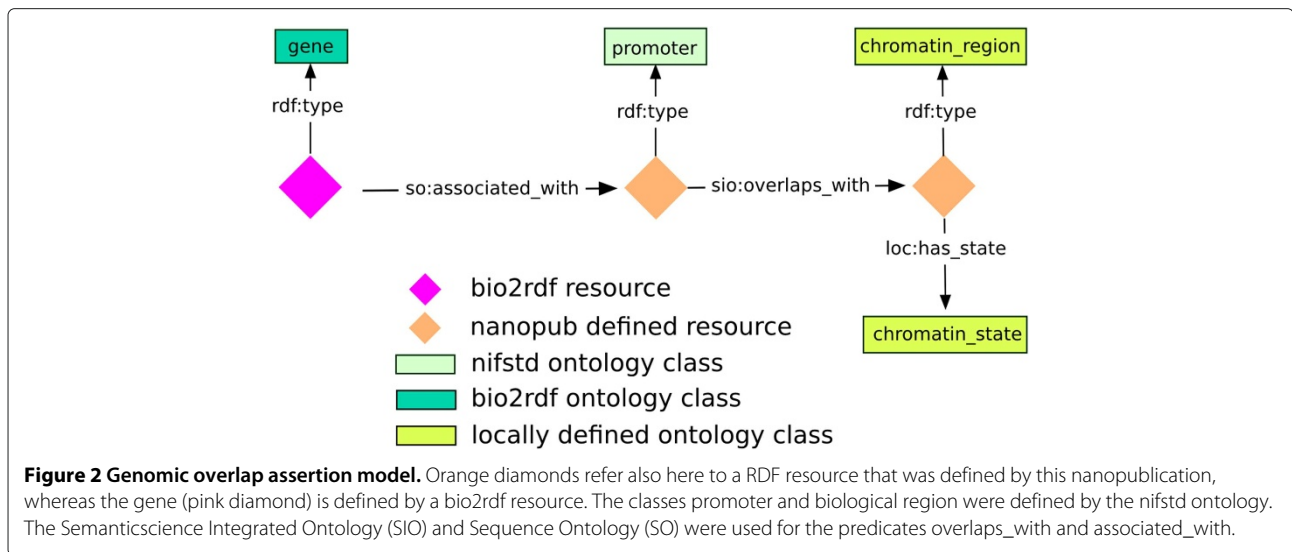 gene
promoter
chromatin_region
rdf:type
rdf:type
rdf:type
so:associated_with
sio:overlaps_with
loc:has_state
chromatin_state
bio2rdf resource
nanopub defined resource
nifstd ontology class
bio2rdf ontology class
locally defined ontology class
Figure 2 Genomic overlap assertion model. Orange diamonds refer also here to a RDF resource that was defined by this nanopublication,
whereas the gene (pink diamond) is defined by a bio2rdf resource. The classes promoter and biological region were defined by the nifstd ontology.
The Semanticscience Integrated Ontology (SIO) and Sequence Ontology (SO) were used for the predicates overlaps_with and associated_with.